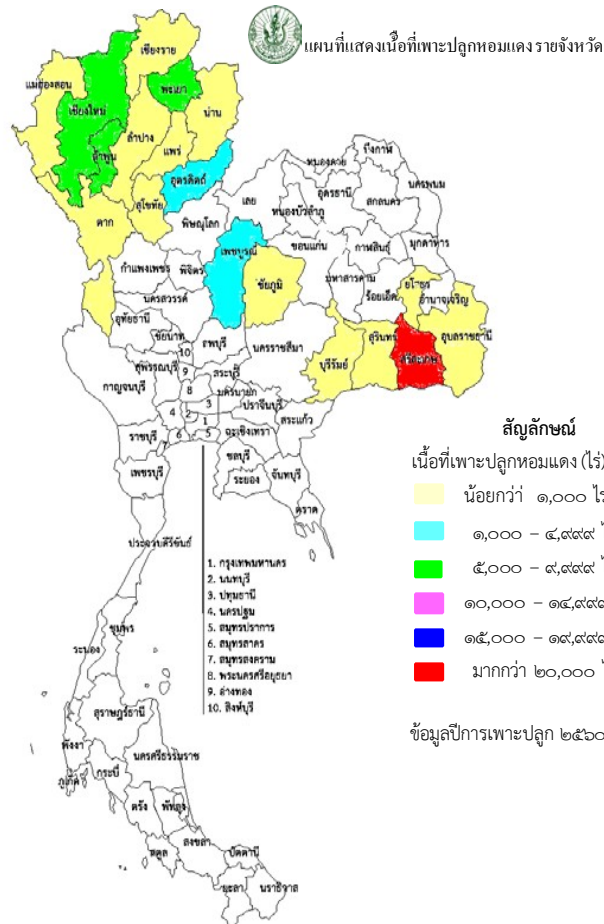 แผนที่แสดงเนื้อที่เพาะปลูกหอมแดง รายจังหวัด
เชียงราย
แม่ฮ่องสอน
พะเยา
เชียงใหม่
น่าน
ลำปาง
ลำพูน
แพร่
อุตรดิตถ์
สุโขทัย
ตาก
พิษณุโลก
เลย
หนองคาย
บึงกาฬ
อุดรธานี
นครพนม
สกลนคร
หนองบัวลำภู
เพชรบูรณ์
ขอนแก่น
กาฬสินธุ์
มุกดาหาร
กำแพงเพชร
พิจิตร
ชัยภูมิ
มหาสารคาม
ร้อยเอ็ด
ยโสธร
อำนาจเจริญ
นครสวรรค์
อุทัยธานี
ชัยนาท
ลพบุรี
นครราชสีมา
บุรีรัมย์
สุรินทร์
ศรีสะเกษ
อุบลราชธานี
10
สุพรรณบุรี
9
สระบุรี
กาญจนบุรี
8
นครนายก
3
ปราจีนบุรี
4
2
1
สระแก้ว
ราชบุรี
6
5
ฉะเชิงเทรา
ชลบุรี
เพชรบุรี
ระยอง
จันทบุรี
ตราด
ประจวบคีรีขันธ์
1. กรุงเทพมหานคร
2. นนทบุรี
3. ปทุมธานี
4. นครปฐม
5. สมุทรปราการ
6. สมุทรสาคร
7. สมุทรสงคราม
8. พระนครศรีอยุธยา
9. อ่างทอง
10. สิงห์บุรี
ชุมพร
ระนอง
สุราษฎร์ธานี
พังงา
นครศรีธรรมราช
ภูเก็ต
กระบี่
ตรัง
พัทลุง
สงขลา
สตูล
ปัตตานี
ยะลา
นราธิวาส
สัญลักษณ์
เนื้อที่เพาะปลูกหอมแดง (ไร่)
น้อยกว่า ๑,๐๐๐ ไร่
๑,๐๐๐ – ๔,๙๙๙ ไ
๕,๐๐๐ – ๙,๙๙๙ ไ
๑๐,๐๐๐ – ๑๔,๙๙๙
๑๕,๐๐๐ – ๑๙,๙๙๙
มากกว่า ๒๐,๐๐๐ ไ
ข้อมูลปีการเพาะปลูก ๒๕๖๐